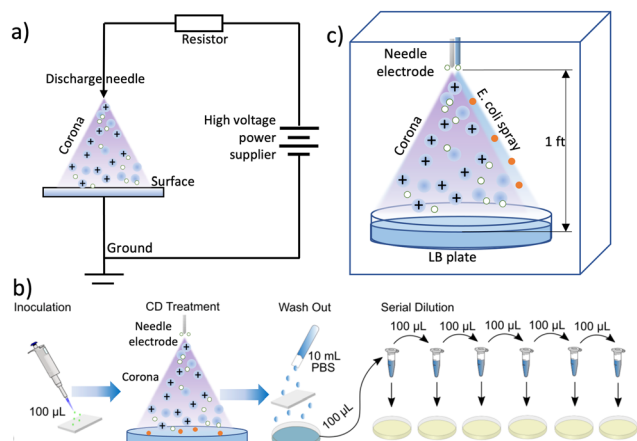 a)
Resistor
Discharge needle
Corona
High voltage
power
supplier
Surface
Ground
c)
Needle
electrode
Corona
E. coli spray
1 ft
LB plate
b)
Inoculation
100 µL
CD Treatment
Needle
electrode
Corona
Wash Out
10 mL
PBS
100 µL
Serial Dilution
100 µL
100 µL
100 µL
100 µL
100 µL